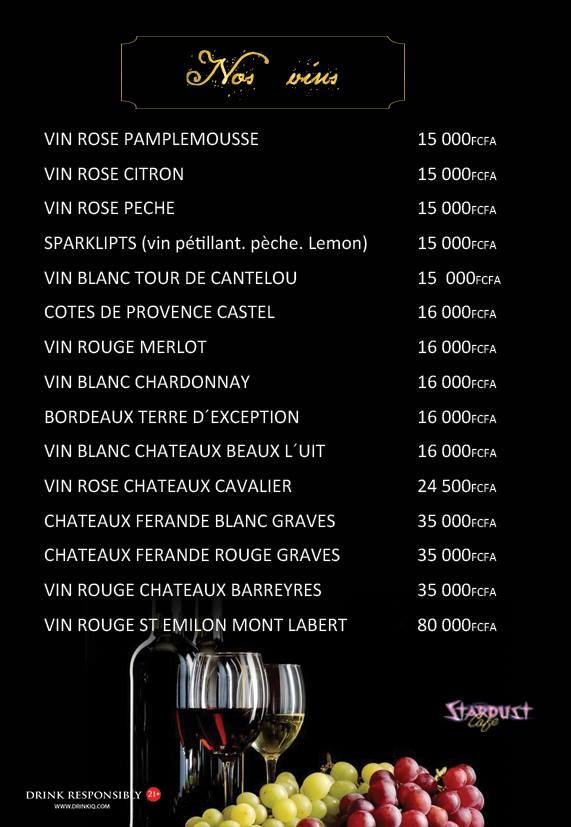 Nos vins
VIN ROSE PAMPLEMOUSSE 15 000FCFA
VIN ROSE CITRON 15 000FCFA
VIN ROSE PECHE 15 000FCFA
SPARKLIPTS (vin pétillant. pèche. Lemon) 15 000FCFA
VIN BLANC TOUR DE CANTELOU 15 000FCFA
COTES DE PROVENCE CASTEL 16 000FCFA
VIN ROUGE MERLOT 16 000FCFA
VIN BLANC CHARDONNAY 16 000FCFA
BORDEAUX TERRE D´EXCEPTION 16 000FCFA
VIN BLANC CHATEAUX BEAUX L´UIT 16 000FCFA
VIN ROSE CHATEAUX CAVALIER 24 500FCFA
CHATEAUX FERANDE BLANC GRAVES 35 000FCFA
CHATEAUX FERANDE ROUGE GRAVES 35 000FCFA
VIN ROUGE CHATEAUX BARREYRES 35 000FCFA
VIN ROUGE ST EMILON MONT LABERT 80 000FCFA
STARDUST
Café
DRINK RESPONSIBLY 21+
WWW.DRINKIQ.COM